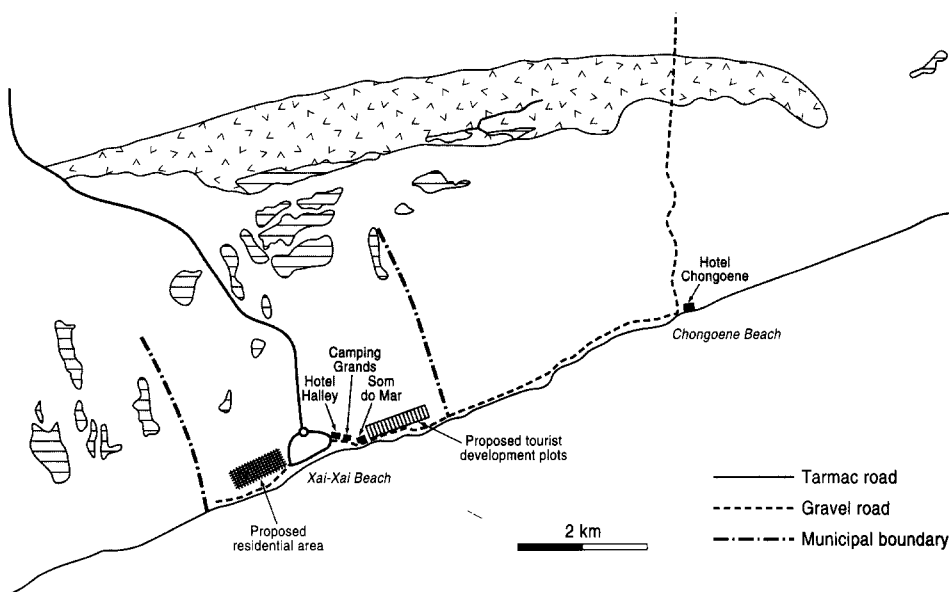 Hotel
Chongoene
Chongoene Beach
Camping
Grands
Hotel
Halley
Som
do Mar
Proposed tourist
development plots
Xai-Xai Beach
Proposed
residential area
2 km
Tarmac road
Gravel road
Municipal boundary